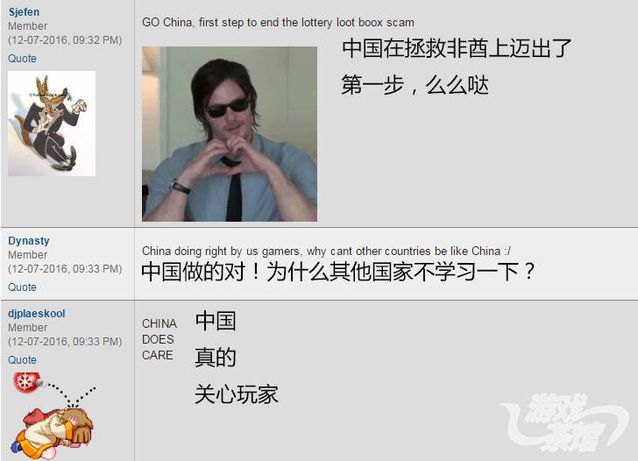 Sjefen
Member
(12-07-2016, 09:32 PM)
Quote
GO China, first step to end the lottery loot boox scam
中国在拯救非酋上迈出了
第一步，么么哒
Dynasty
Member
(12-07-2016, 09:33 PM)
Quote
China doing right by us gamers, why cant other countries be like China :/
中国做的对！为什么其他国家不学习一下？
djplaeskool
Member
(12-07-2016, 09:33 PM)
Quote
CHINA
DOES
CARE
中国
真的
关心玩家
游戏
茶馆